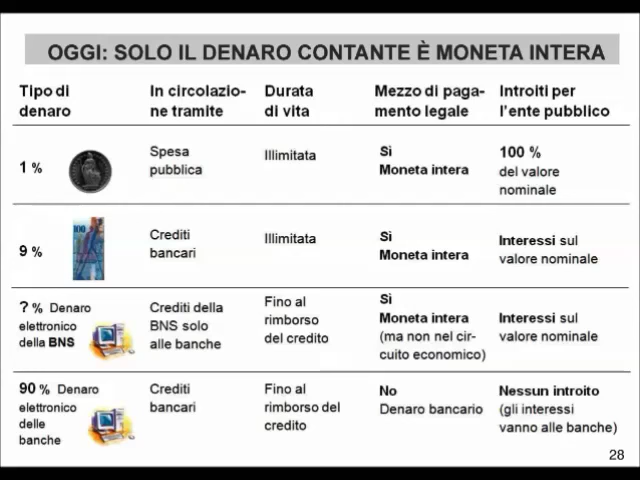 OGGI: SOLO IL DENARO CONTANTE È MONETA INTERA
Tipo di denaro
In circolazio-
ne tramite
Durata
di vita
Mezzo di paga-
mento legale
Introiti per
l'ente pubblico
1 %
Spesa
pubblica
Illimitata
Sì
Moneta intera
100 %
del valore
nominale
9 %
100
Crediti
bancari
Illimitata
Sì
Moneta intera
Interessi sul
valore nominale
? % Denaro
elettronico
della BNS
Crediti della
BNS solo
alle banche
Fino al
rimborso
del credito
Sì
Moneta intera
(ma non nel cir-
cuito economico)
Interessi sul
valore nominale
90 % Denaro
elettronico
delle
banche
Crediti
bancari
Fino al
rimborso del
credito
No
Denaro bancario
Nessun introito
(gli interessi
vanno alle banche)
28